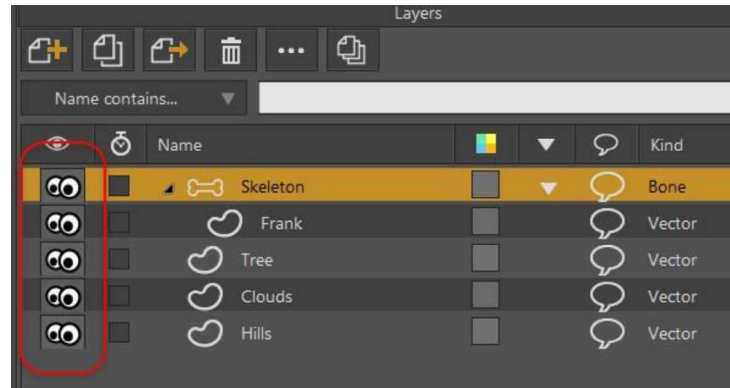 Layers
Name contains...
Name Kind
Skeleton Bone
Frank Vector
Tree Vector
Clouds Vector
Hills Vector